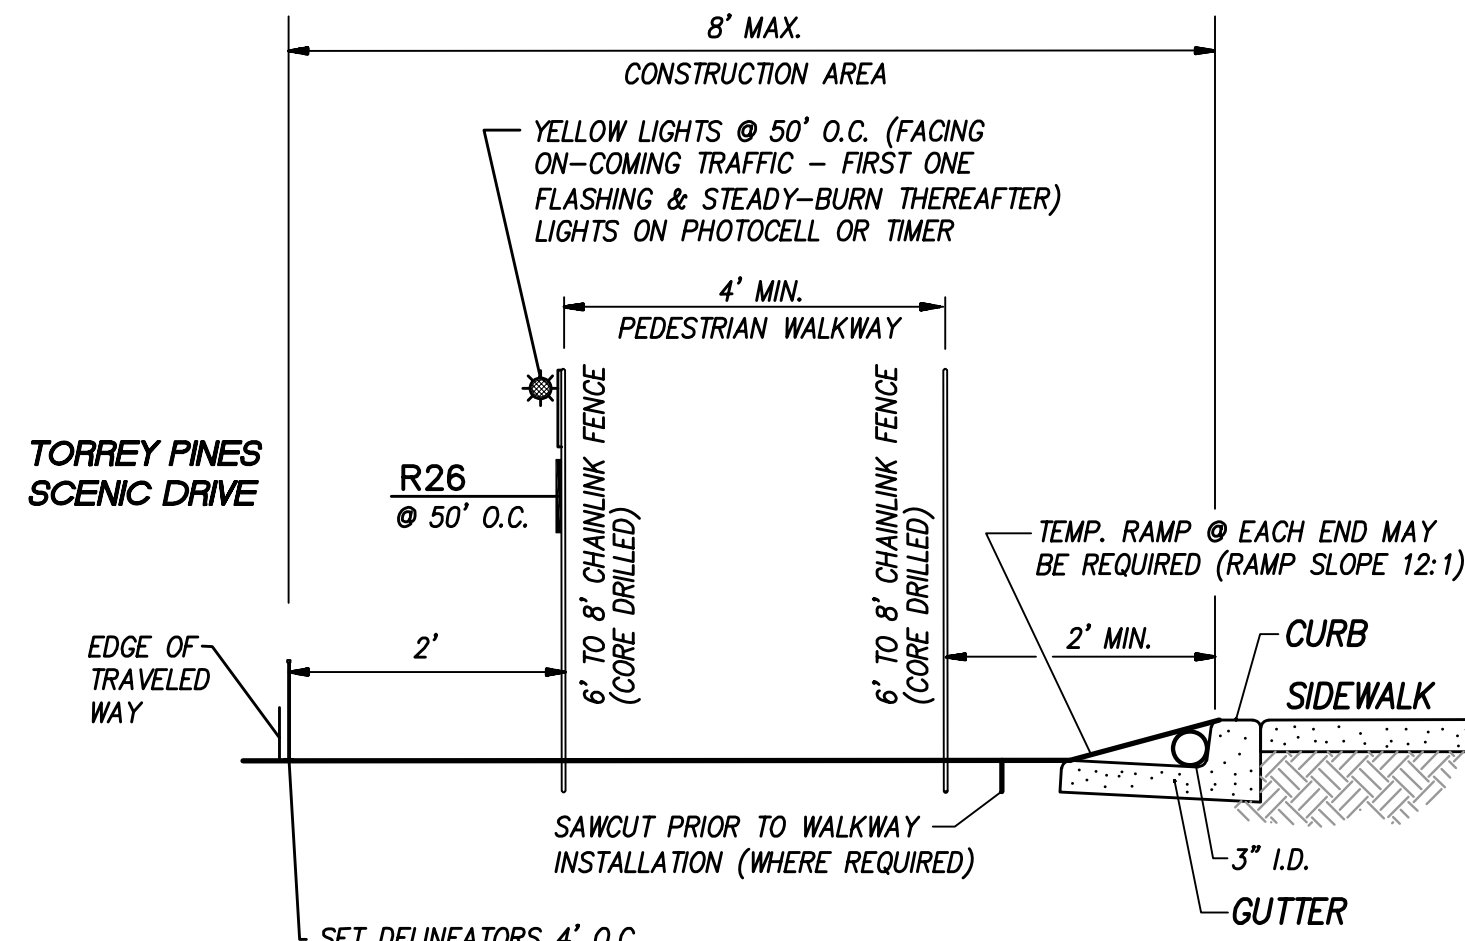 8' MAX.
CONSTRUCTION AREA
YELLOW LIGHTS @ 50' O.C. (FACING
ON-COMING TRAFFIC - FIRST ONE
FLASHING & STEADY-BURN THEREAFTER)
LIGHTS ON PHOTOCELL OR TIMER
4' MIN.
PEDESTRIAN WALKWAY
6' TO 8' CHAINLINK FENCE
(CORE DRILLED)
6' TO 8' CHAINLINK FENCE
(CORE DRILLED)
TORREY PINES
SCENIC DRIVE
R26
@ 50' O.C.
TEMP. RAMP @ EACH END MAY
BE REQUIRED (RAMP SLOPE 12:1)
EDGE OF
TRAVELED
WAY
2'
2' MIN.
CURB
SIDEWALK
SAWCUT PRIOR TO WALKWAY
INSTALLATION (WHERE REQUIRED)
3" I.D.
GUTTER
SET DELINEATORS 4' O.C.